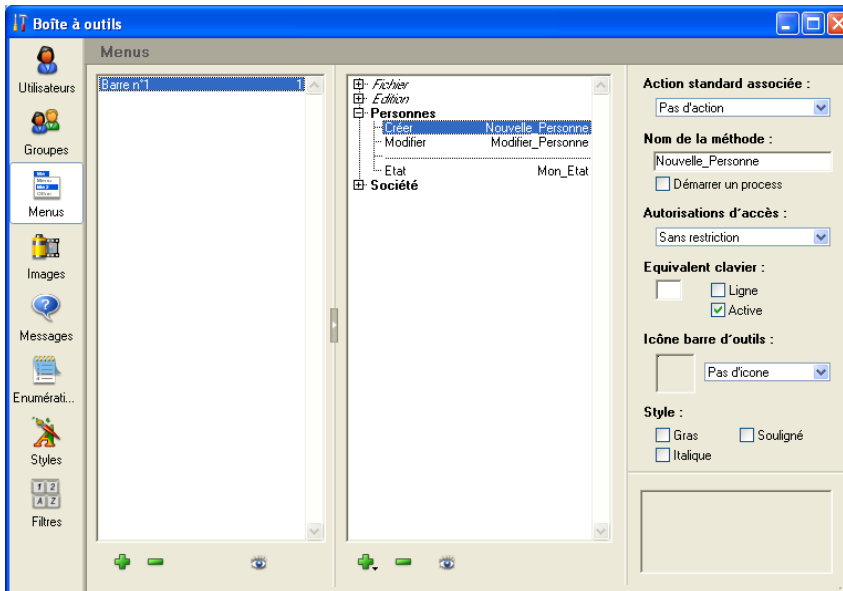 Boîte à outils
Utilisateurs
Groupes
Menus
Images
Messages
Enumérati...
Styles
Filtres
Menus
Barre n°1 1
Fichier
Edition
Personnes
Créer Nouvelle_Personne
Modifier Modifier_Personne
Etat Mon_Etat
Société
Action standard associée :
Pas d'action
Nom de la méthode :
Nouvelle_Personne
Démarrer un process
Autorisations d'accès :
Sans restriction
Equivalent clavier :
Ligne
Active
Icône barre d'outils :
Pas d'icone
Style :
Gras Souligné
Italique